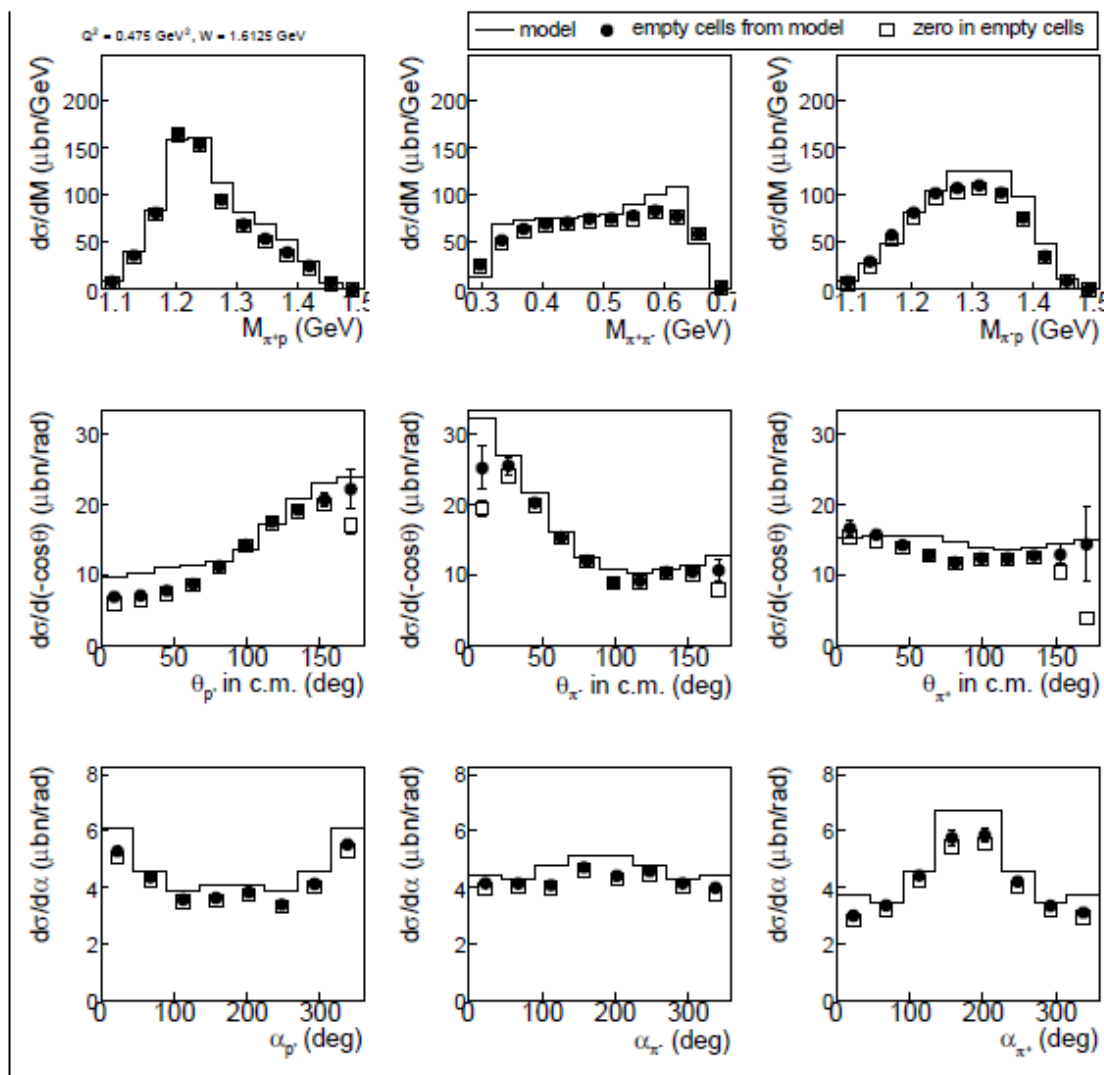 Q² = 0.475 GeV², W = 1.6125 GeV
model empty cells from model zero in empty cells
dσ/dM (μbn/GeV)
200
150
100
50
0
1.1 1.2 1.3 1.4 1.5
M_π⁺p (GeV)
dσ/dM (μbn/GeV)
200
150
100
50
0
0.3 0.4 0.5 0.6 0.7
M_π⁺π⁻ (GeV)
dσ/dM (μbn/GeV)
200
150
100
50
0
1.1 1.2 1.3 1.4 1.5
M_π⁻p (GeV)
dσ/d(-cosθ) (μbn/rad)
30
20
10
0
0 50 100 150
θ_p' in c.m. (deg)
dσ/d(-cosθ) (μbn/rad)
30
20
10
0
0 50 100 150
θ_π⁻ in c.m. (deg)
dσ/d(-cosθ) (μbn/rad)
30
20
10
0
0 50 100 150
θ_π⁺ in c.m. (deg)
dσ/dα (μbn/rad)
8
6
4
2
0
0 100 200 300
α_p' (deg)
dσ/dα (μbn/rad)
8
6
4
2
0
0 100 200 300
α_π⁻ (deg)
dσ/dα (μbn/rad)
8
6
4
2
0
0 100 200 300
α_π⁺ (deg)